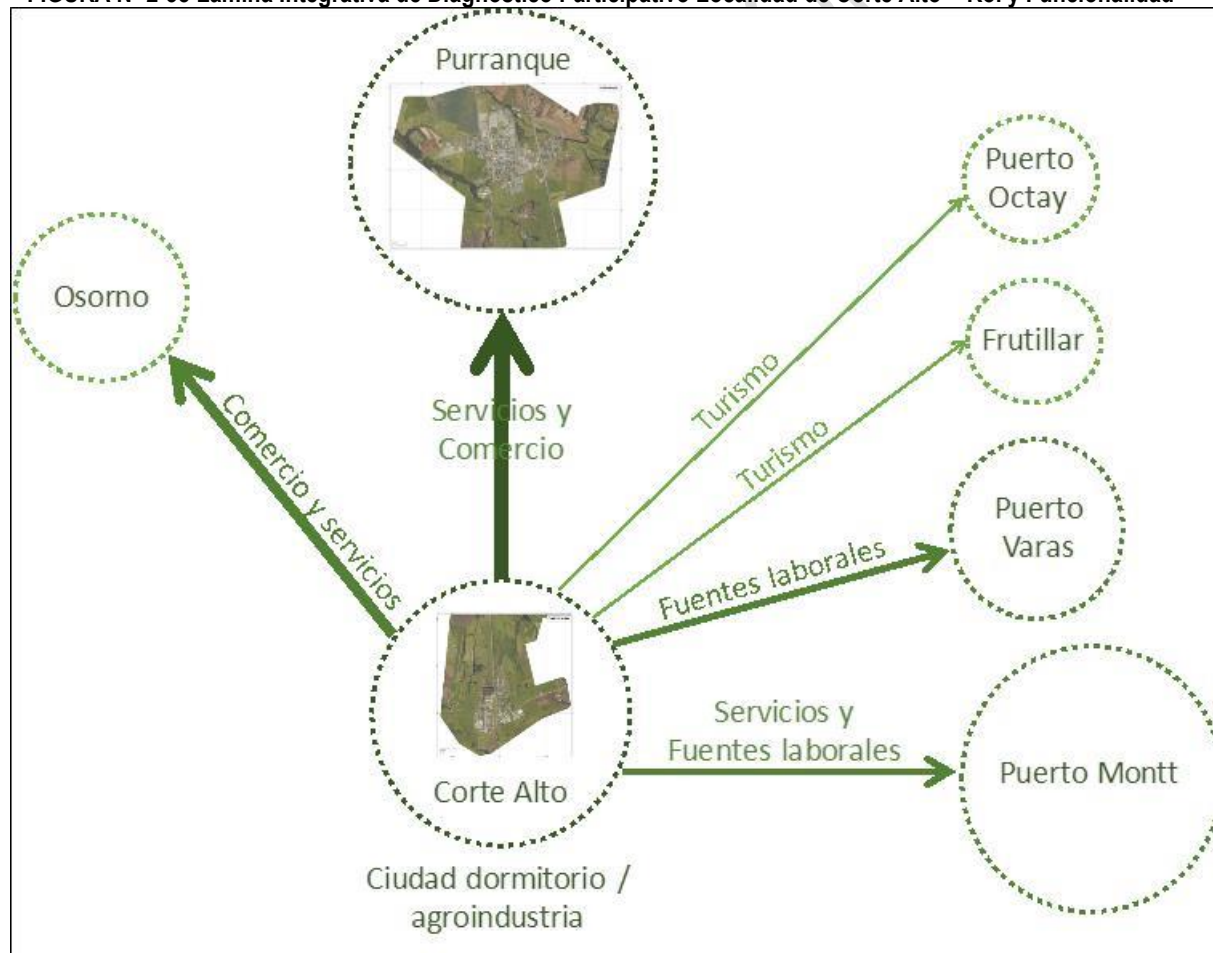 Purranque
Puerto
Octay
Osorno
Frutillar
Turismo
Servicios y
Comercio
Turismo
Comercio y servicios
Puerto
Varas
Fuentes laborales
Servicios y
Fuentes laborales
Puerto Montt
Corte Alto
Ciudad dormitorio /
agroindustria